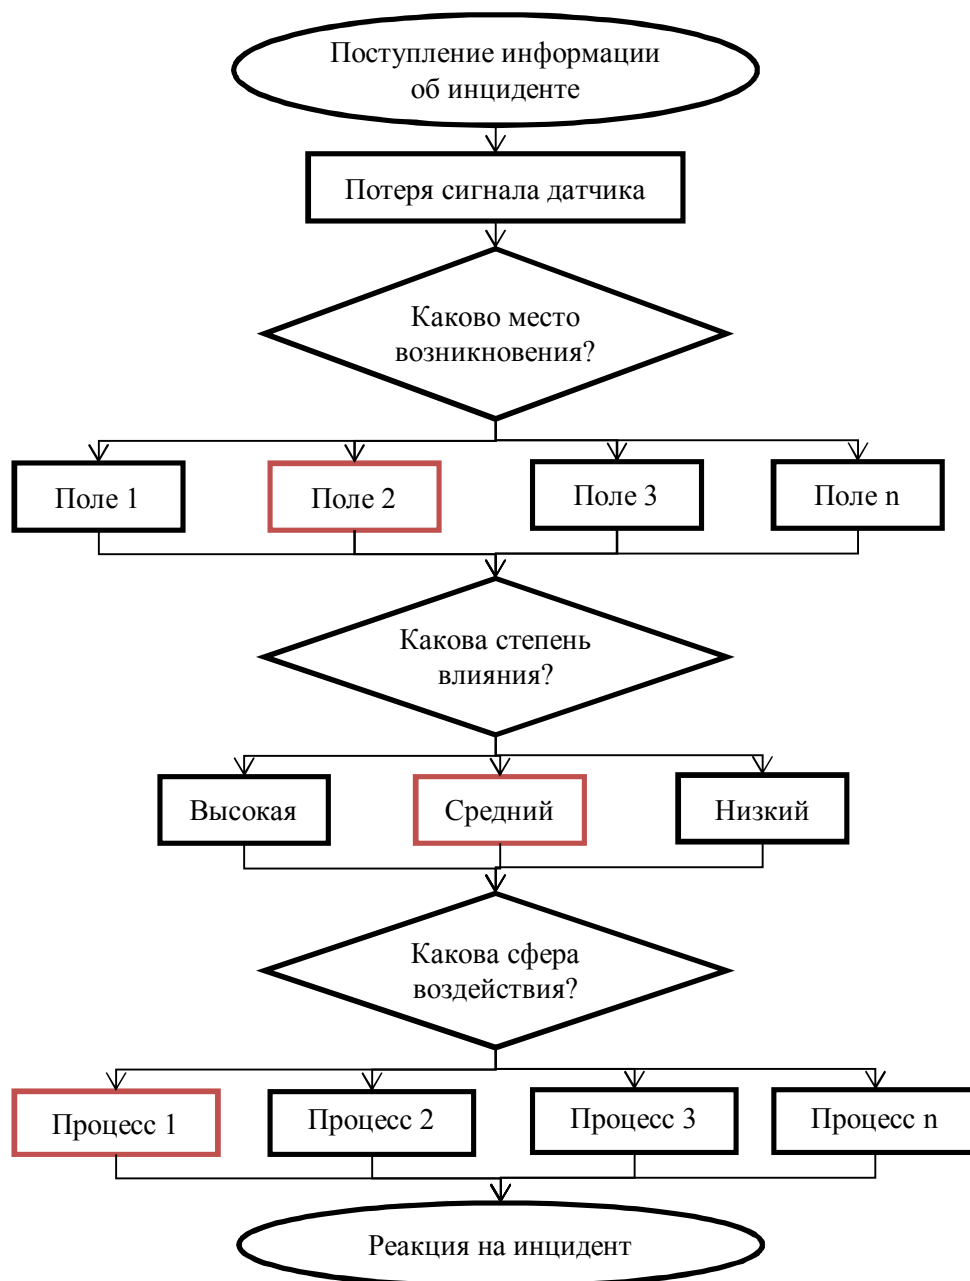 Поступление информации
об инциденте
Потеря сигнала датчика
Каково место
возникновения?
Поле 1
Поле 2
Поле 3
Поле n
Какова степень
влияния?
Высокая
Средний
Низкий
Какова сфера
воздействия?
Процесс 1
Процесс 2
Процесс 3
Процесс n
Реакция на инцидент